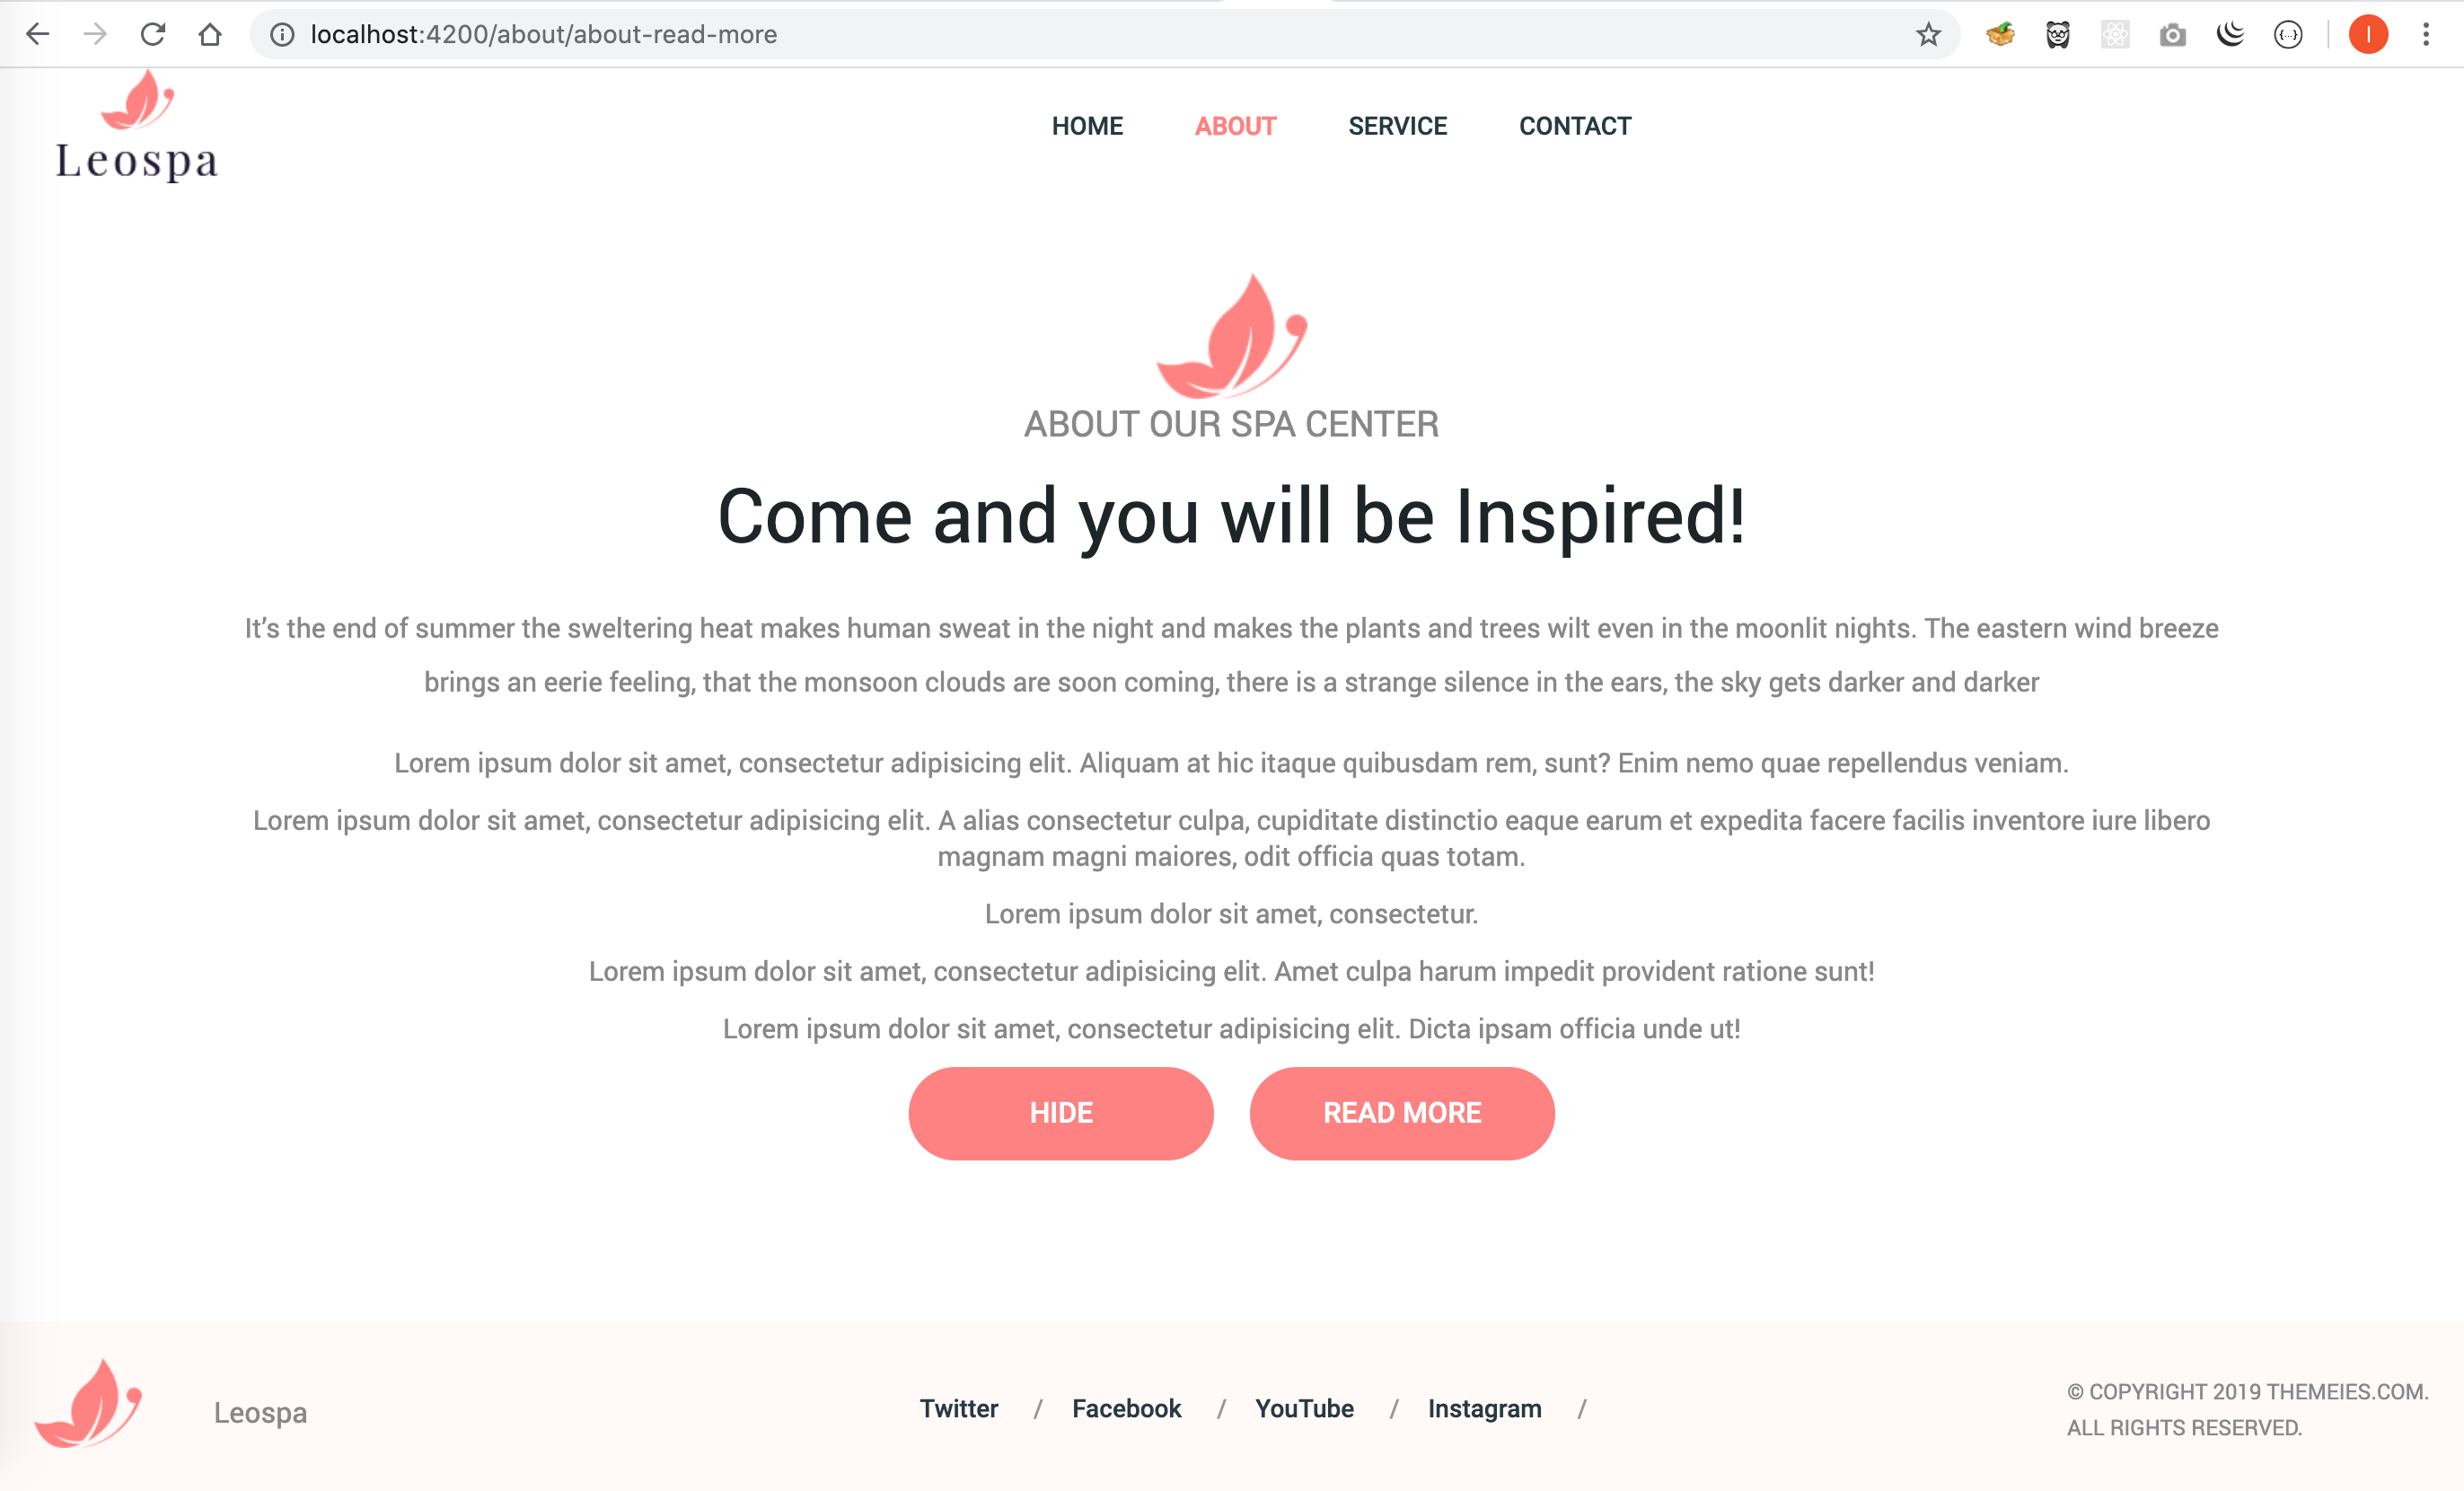 localhost:4200/about/about-read-more
I
Leospa
HOME ABOUT SERVICE CONTACT
ABOUT OUR SPA CENTER
Come and you will be Inspired!
It’s the end of summer the sweltering heat makes human sweat in the night and makes the plants and trees wilt even in the moonlit nights. The eastern wind breeze
brings an eerie feeling, that the monsoon clouds are soon coming, there is a strange silence in the ears, the sky gets darker and darker
Lorem ipsum dolor sit amet, consectetur adipisicing elit. Aliquam at hic itaque quibusdam rem, sunt? Enim nemo quae repellendus veniam.
Lorem ipsum dolor sit amet, consectetur adipisicing elit. A alias consectetur culpa, cupiditate distinctio eaque earum et expedita facere facilis inventore iure libero
magnam magni maiores, odit officia quas totam.
Lorem ipsum dolor sit amet, consectetur.
Lorem ipsum dolor sit amet, consectetur adipisicing elit. Amet culpa harum impedit provident ratione sunt!
Lorem ipsum dolor sit amet, consectetur adipisicing elit. Dicta ipsam officia unde ut!
HIDE READ MORE
Leospa
Twitter / Facebook / YouTube / Instagram /
© COPYRIGHT 2019 THEMEIES.COM.
ALL RIGHTS RESERVED.